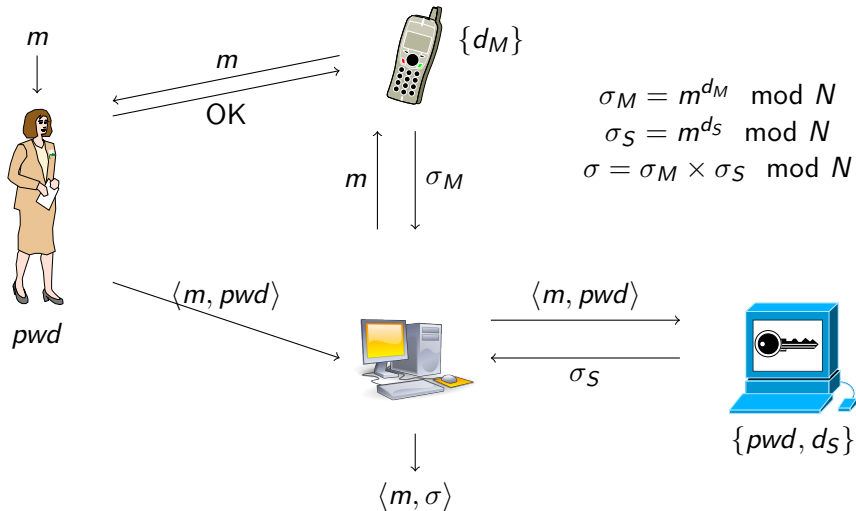 m
{d_M}
m
OK
σ_M = m^{d_M} mod N
σ_S = m^{d_S} mod N
σ = σ_M × σ_S mod N
m
σ_M
⟨m, pwd⟩
⟨m, pwd⟩
pwd
σ_S
{pwd, d_S}
⟨m, σ⟩